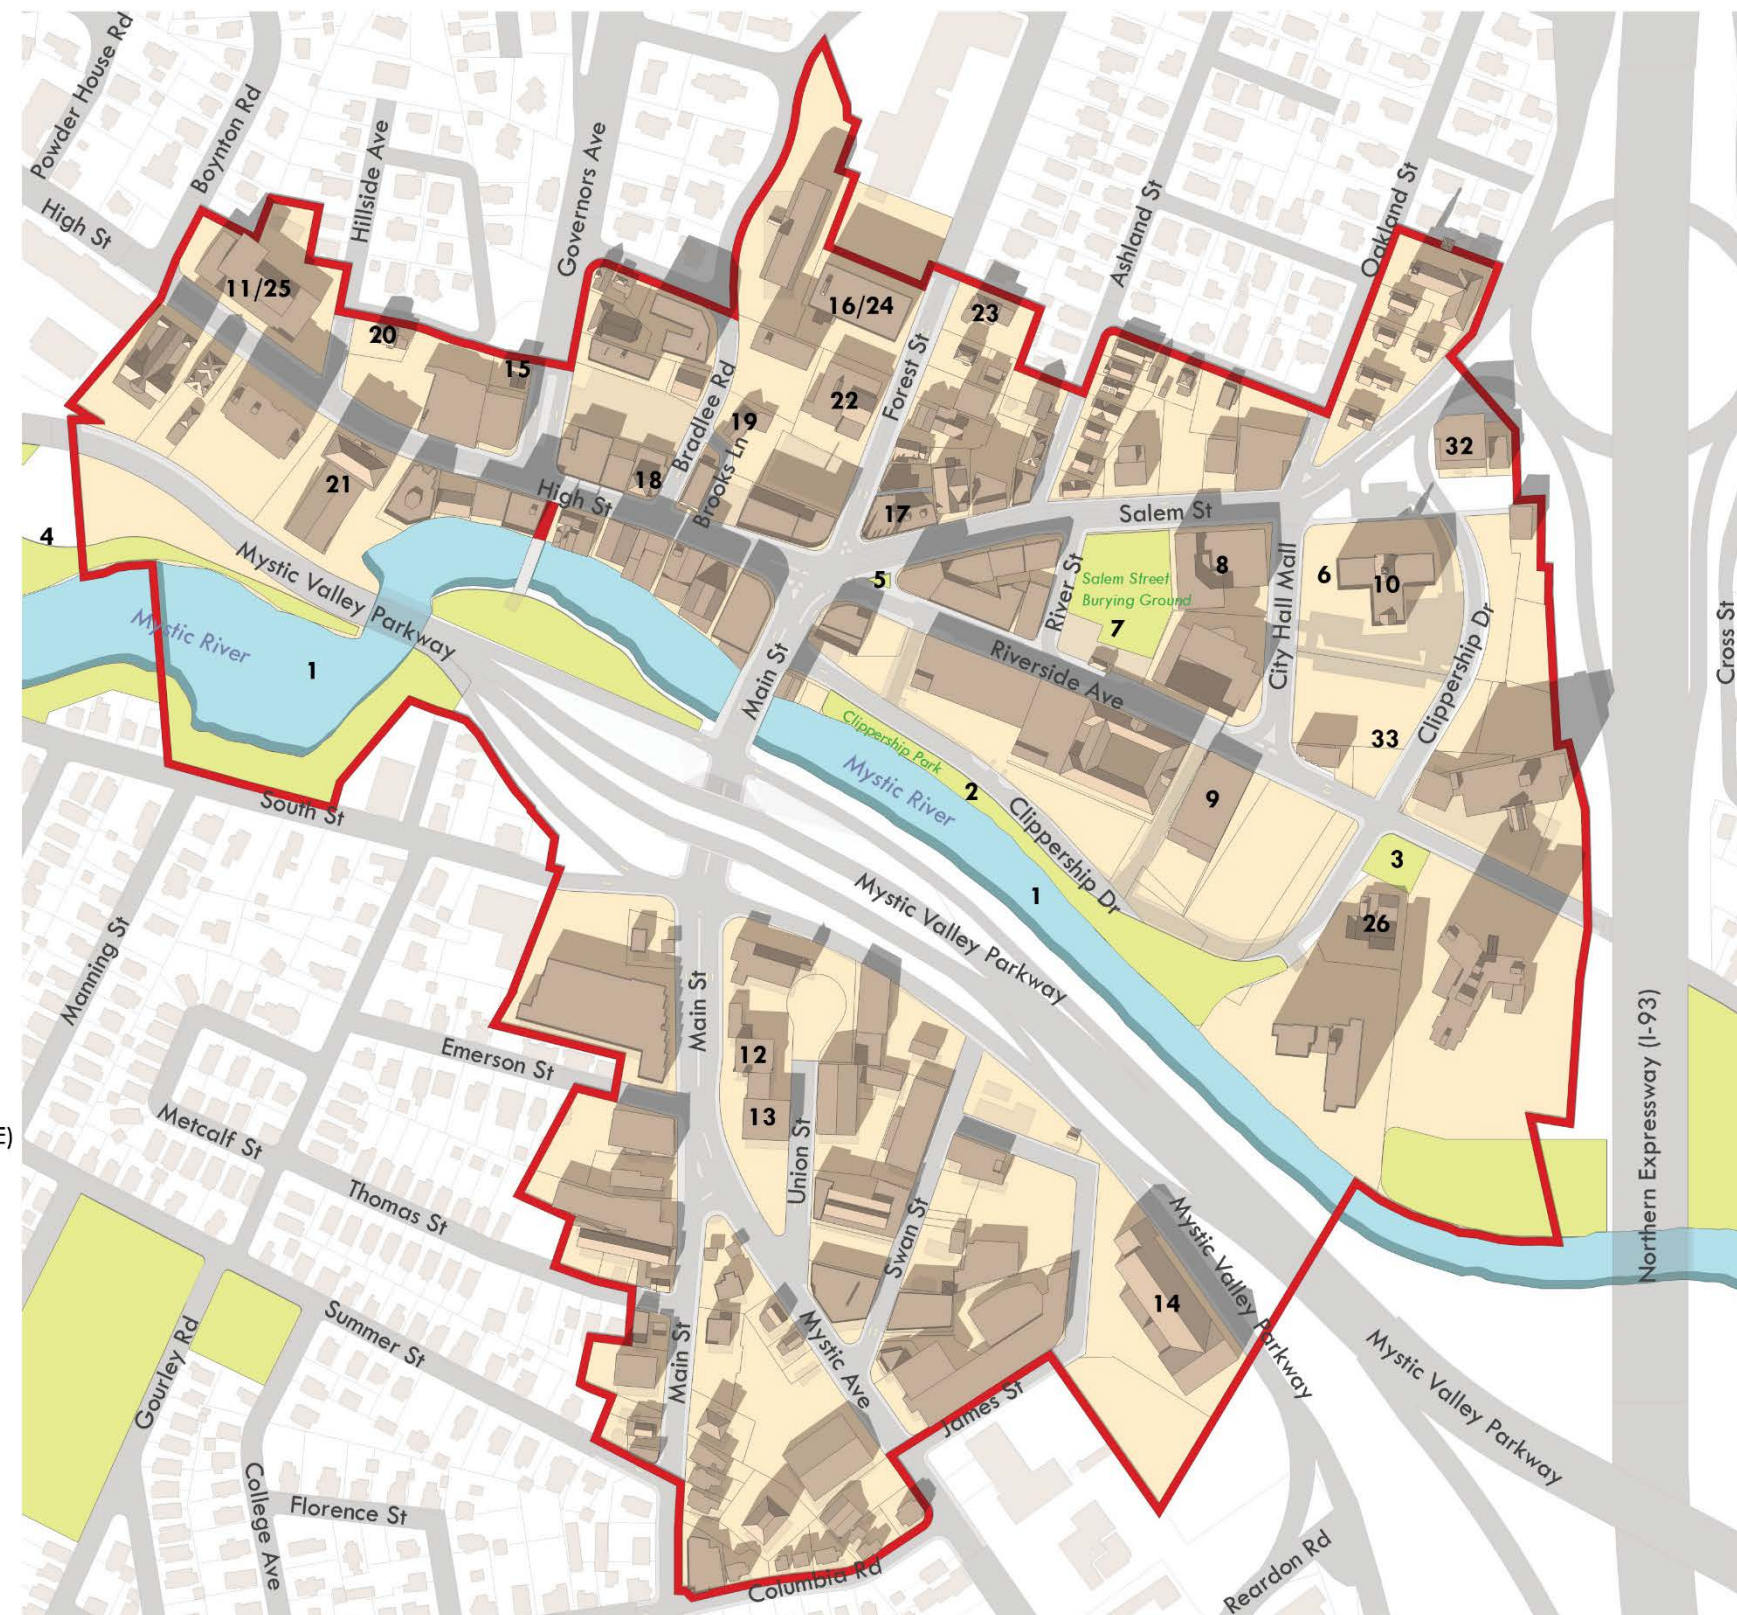 Powder House Rd
Boynton Rd
High St
Hillside Ave
Governors Ave
Ashland St
Oakland St
11/25
20
15
16/24
23
Forest St
Bradlee Rd
22
19
Brooks Ln
18
21
High St
17
32
Salem St
4
Mystic Valley Parkway
5
River St
Salem Street
Burying Ground
7
8
City Hall Mall
6
10
Clippership Dr
Mystic River
1
Main St
Riverside Ave
Cross St
33
Clippership Park
2
Mystic River
Clippership Dr
9
3
South St
Mystic Valley Parkway
1
26
Manning St
Main St
Emerson St
12
13
Union St
Northern Expressway (I-93)
E)
Metcalf St
Thomas St
Swan St
Mystic Valley Parkway
14
Gourley Rd
Summer St
Main St
Mystic Ave
James St
Mystic Valley Parkway
College Ave
Florence St
Columbia Rd
Reardon Rd